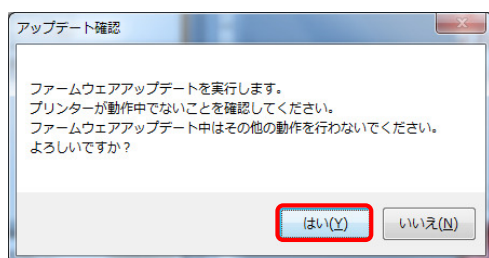 アップデート確認
ファームウェアアップデートを実行します。
プリンターが動作中でないことを確認してください。
ファームウエアアップデート中はその他の動作を行わないでください。
よろしいですか？
はい(Y)
いいえ(N)